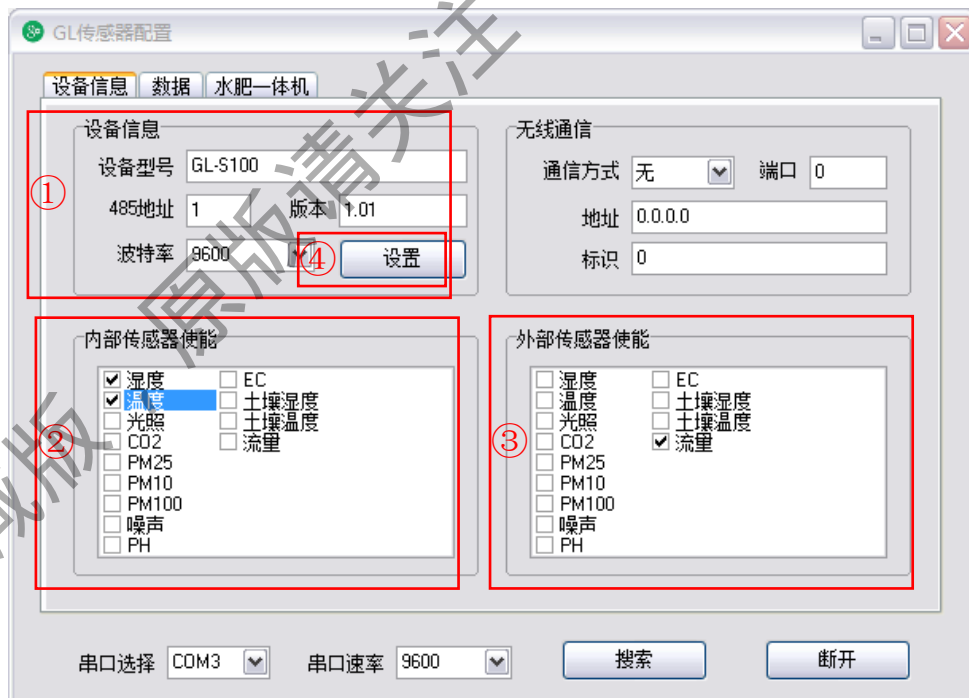 GL传感器配置
设备信息 数据 水肥一体机
设备信息
设备型号 GL-S100
485地址 1 版本 1.01
波特率 9600 设置
①
④
无线通信
通信方式 无 端口 0
地址 0.0.0.0
标识 0
内部传感器使能
湿度 EC
温度 土壤湿度
光照 土壤温度
CO2 流量
PM25
PM10
PM100
噪声
PH
②
外部传感器使能
湿度 EC
温度 土壤湿度
光照 土壤温度
CO2 流量
PM25
PM10
PM100
噪声
PH
③
串口选择 COM3 串口速率 9600 搜索 断开
版 原版请关注